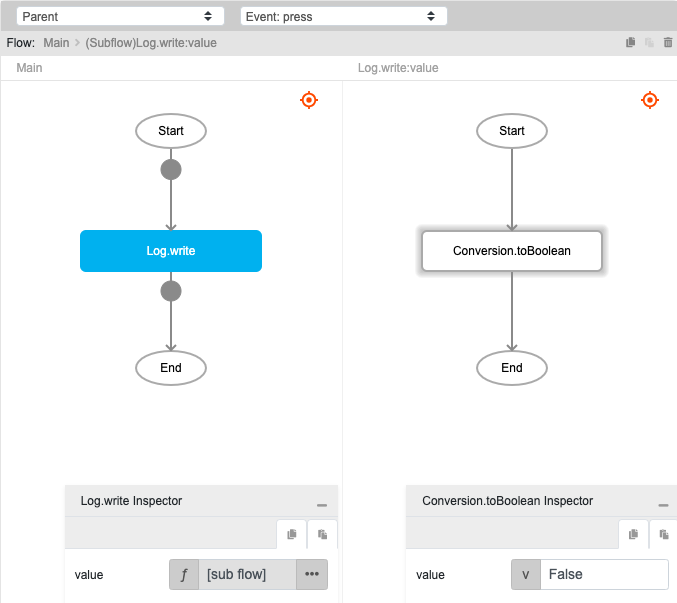 Parent Event: press
Flow: Main > (Subflow)Log.write:value
Main Log.write:value
Start Start
Log.write Conversion.toBoolean
End End
Log.write Inspector Conversion.toBoolean Inspector
value ƒ [sub flow] ••• value v False